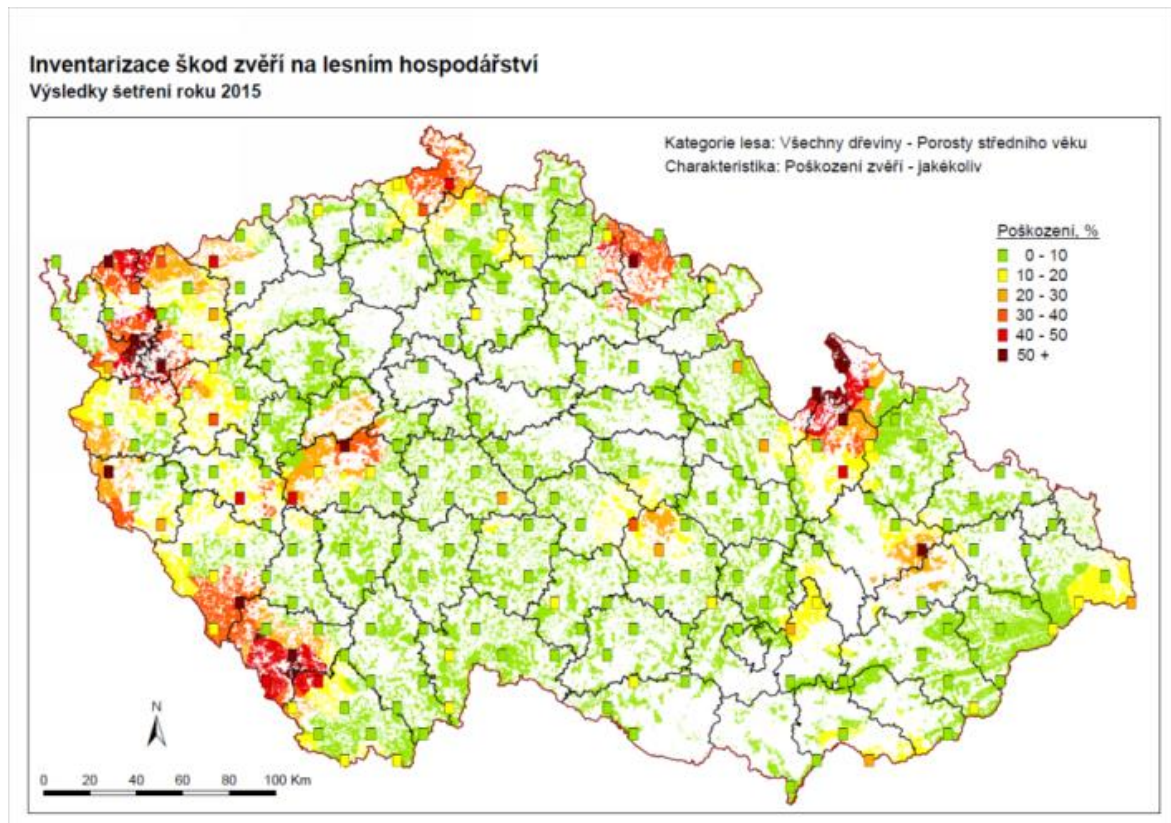 Inventarizace škod zvěří na lesním hospodářství
Výsledky šetření roku 2015
Kategorie lesa: Všechny dřeviny - Porosty středního věku
Charakteristika: Poškození zvěří - jakékoliv
Poškození, %
0 - 10
10 - 20
20 - 30
30 - 40
40 - 50
50 +
N
0 20 40 60 80 100 Km